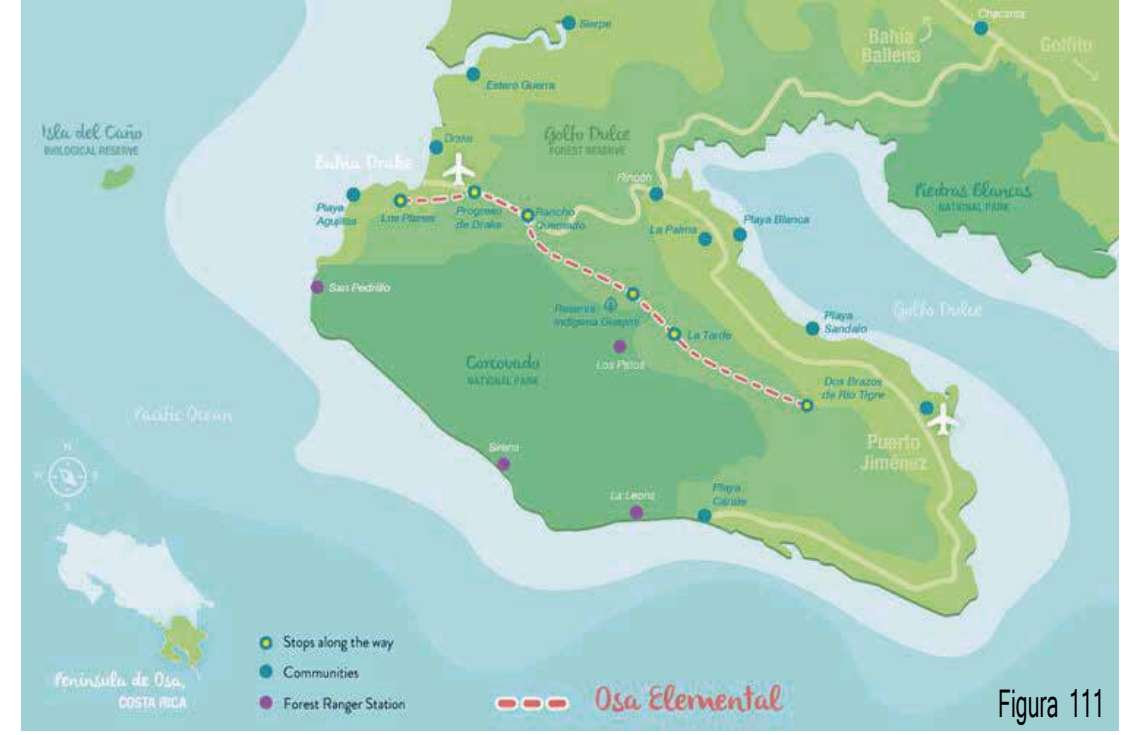 Sierpe
Chacarita
Bahía
Ballena
Golfito
Estero Guerra
Isla del Caño
BIOLOGICAL RESERVE
Drake
Golfo Dulce
FOREST RESERVE
Bahía Drake
Rincón
Piedras Blancas
NATIONAL PARK
Playa
Agujitas
Los Planes
Progreso
de Drake
Rancho
Quemado
La Palma
Playa Blanca
San Pedrillo
Reserva
Indígena Guaymí
Golfo Dulce
Playa
Sandalo
La Tarde
Los Patos
Corcovado
NATIONAL PARK
Dos Brazos
de Río Tigre
Pacific Ocean
Puerto
Jiménez
N
W
E
S
Sirena
La Leona
Playa
Carate
Stops along the way
Communities
Forest Ranger Station
Península de Osa,
COSTA RICA
Osa Elemental
Figura 111